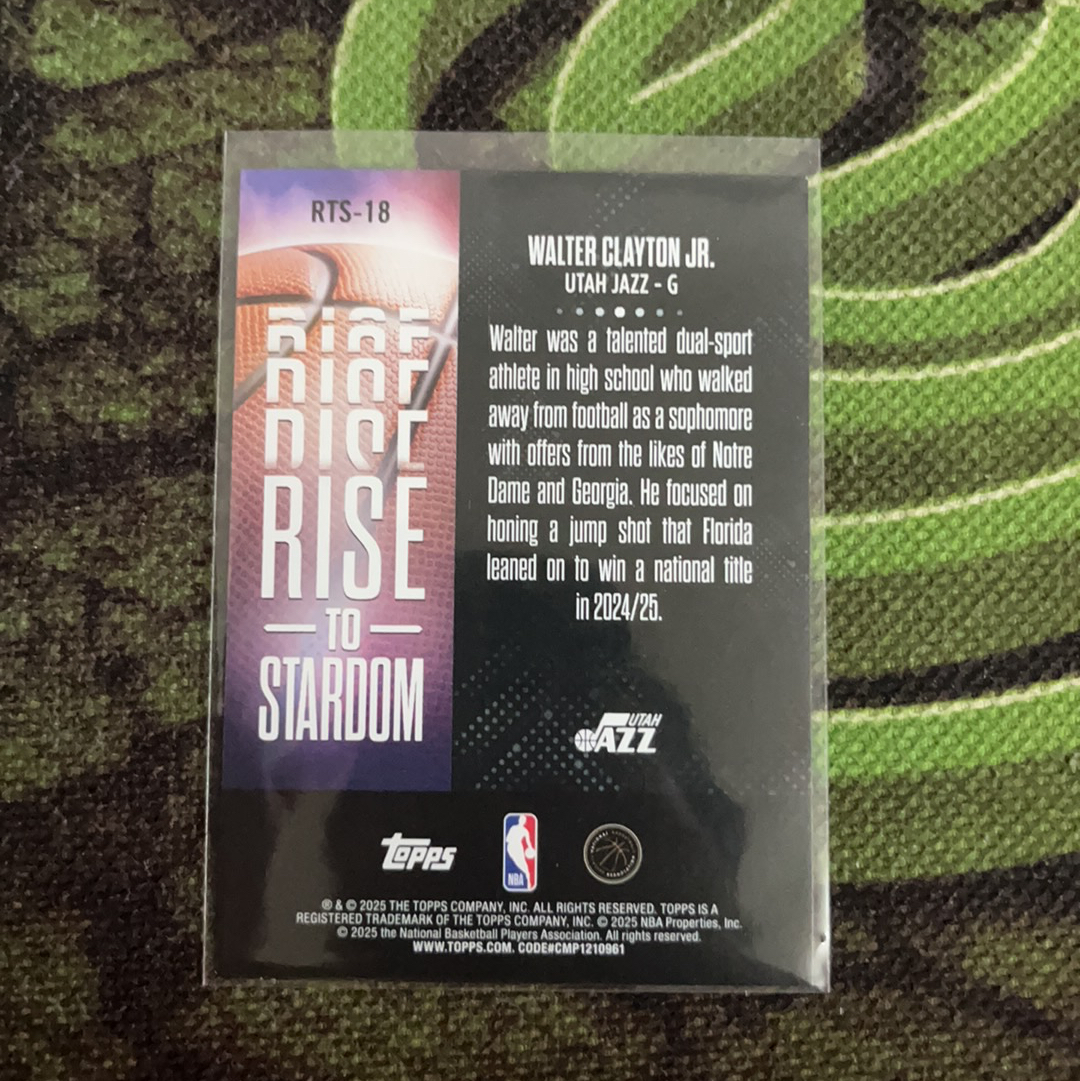 RTS-18
RISE
RISE
RISE
RISE
TO
STARDOM
WALTER CLAYTON JR.
UTAH JAZZ - G
Walter was a talented dual-sport
athlete in high school who walked
away from football as a sophomore
with offers from the likes of Notre
Dame and Georgia. He focused on
honing a jump shot that Florida
leaned on to win a national title
in 2024/25.
UTAH
JAZZ
topps
NBA
® & © 2025 THE TOPPS COMPANY, INC. ALL RIGHTS RESERVED. TOPPS IS A
REGISTERED TRADEMARK OF THE TOPPS COMPANY, INC. © 2025 NBA Properties, Inc.
© 2025 the National Basketball Players Association. All rights reserved.
WWW.TOPPS.COM. CODE#CMP1210961